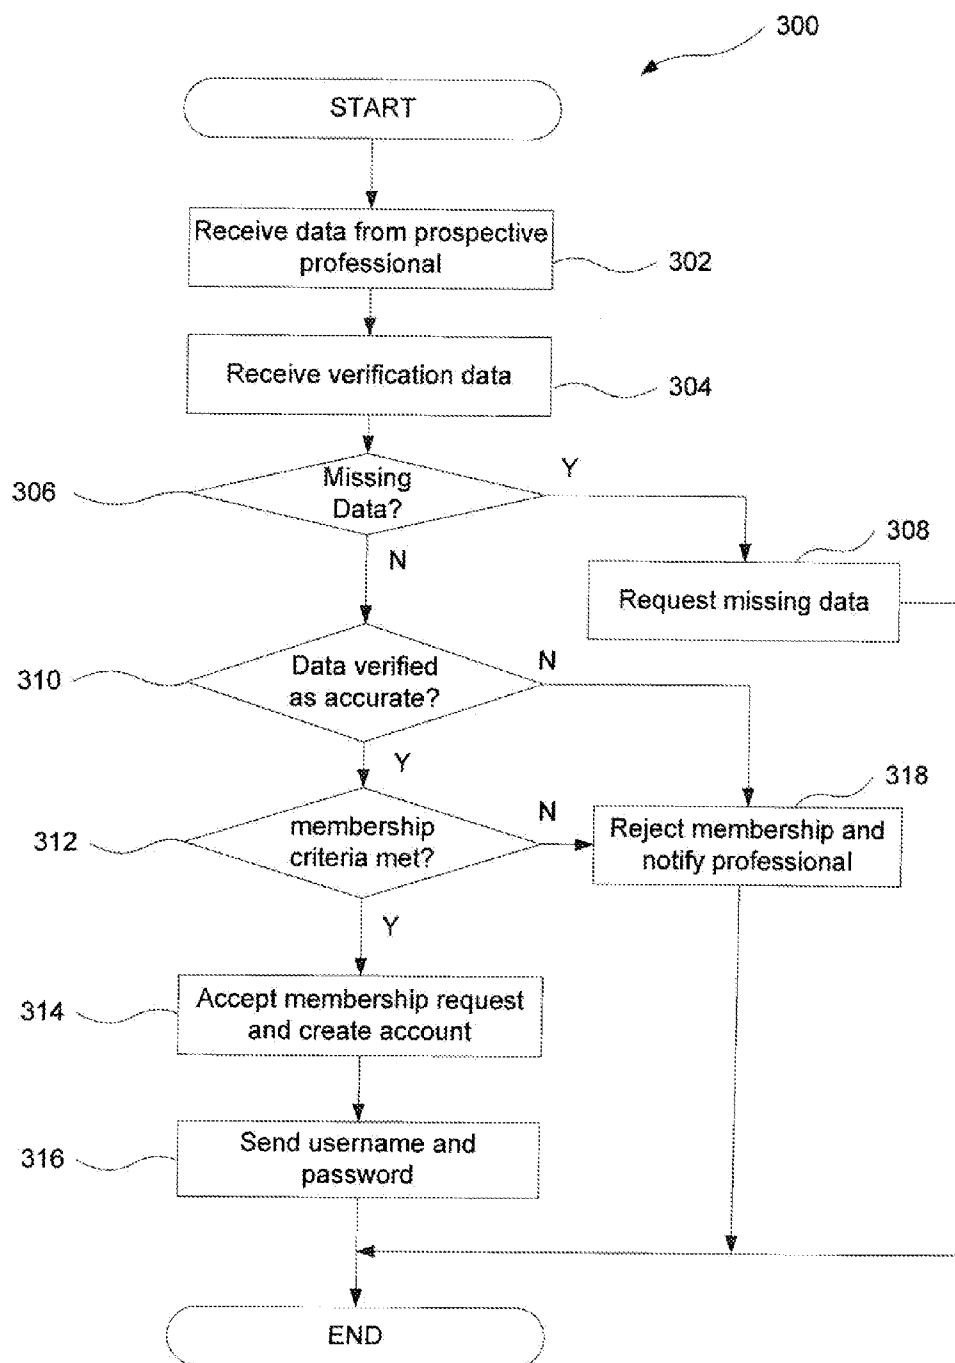 300
START
Receive data from prospective
professional
302
Receive verification data
304
306
Missing
Data?
Y
N
308
Request missing data
310
Data verified
as accurate?
N
Y
312
membership
criteria met?
N
Y
318
Reject membership and
notify professional
314
Accept membership request
and create account
316
Send username and
password
END